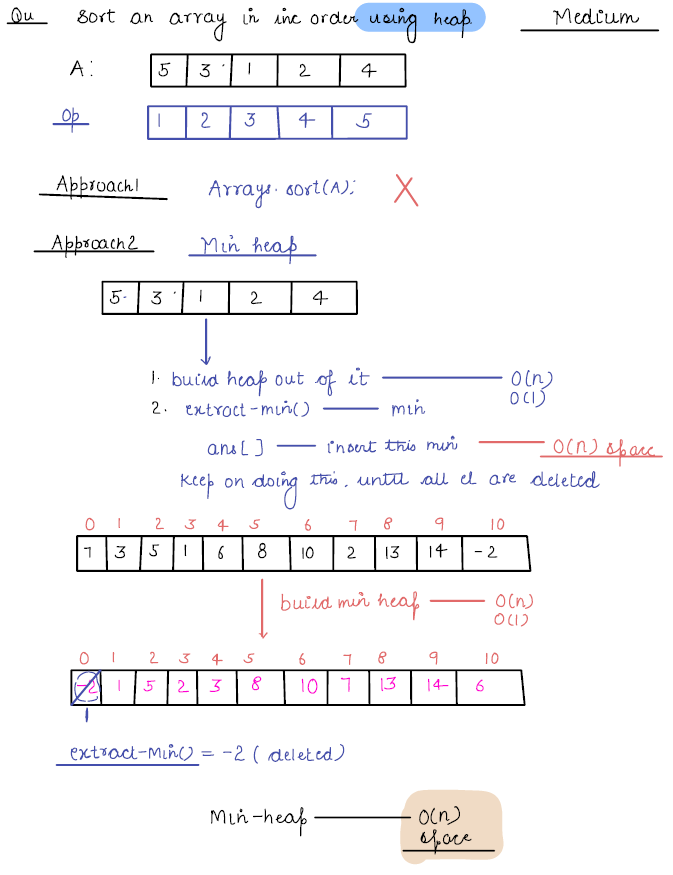 Qu Sort an array in inc order using heap Medium
A: 5 3 1 2 4
Op 1 2 3 4 5
Approach1 Arrays.sort(A); X
Approach2 Min heap
5 3 1 2 4
1. build heap out of it O(n)
O(1)
2. extract-min() min
ans[ ] insert this min O(n) space
Keep on doing this, until all el are deleted
0 1 2 3 4 5 6 7 8 9 10
7 3 5 1 6 8 10 2 13 14 -2
build min heap O(n)
O(1)
0 1 2 3 4 5 6 7 8 9 10
-2 1 5 2 3 8 10 7 13 14 6
extract-Min() = -2 ( deleted)
Min-heap O(n)
space